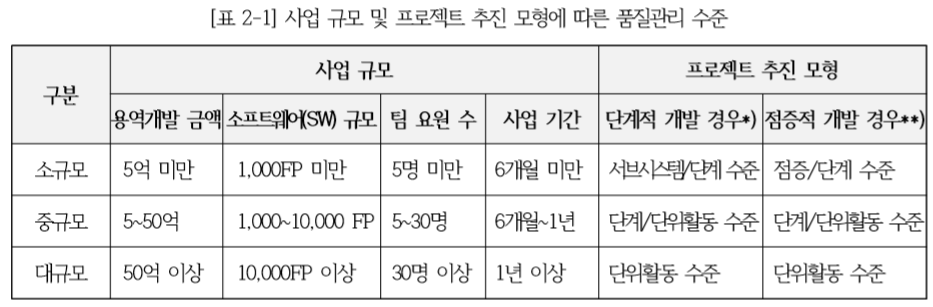 [표 2-1] 사업 규모 및 프로젝트 추진 모형에 따른 품질관리 수준
구분 사업 규모 프로젝트 추진 모형
용역개발 금액 소프트웨어(SW) 규모 팀 요원 수 사업 기간 단계적 개발 경우*) 점증적 개발 경우**)
소규모 5억 미만 1,000FP 미만 5명 미만 6개월 미만 서브시스템/단계 수준 점증/단계 수준
중규모 5~50억 1,000~10,000 FP 5~30명 6개월~1년 단계/단위활동 수준 단계/단위활동 수준
대규모 50억 이상 10,000FP 이상 30명 이상 1년 이상 단위활동 수준 단위활동 수준